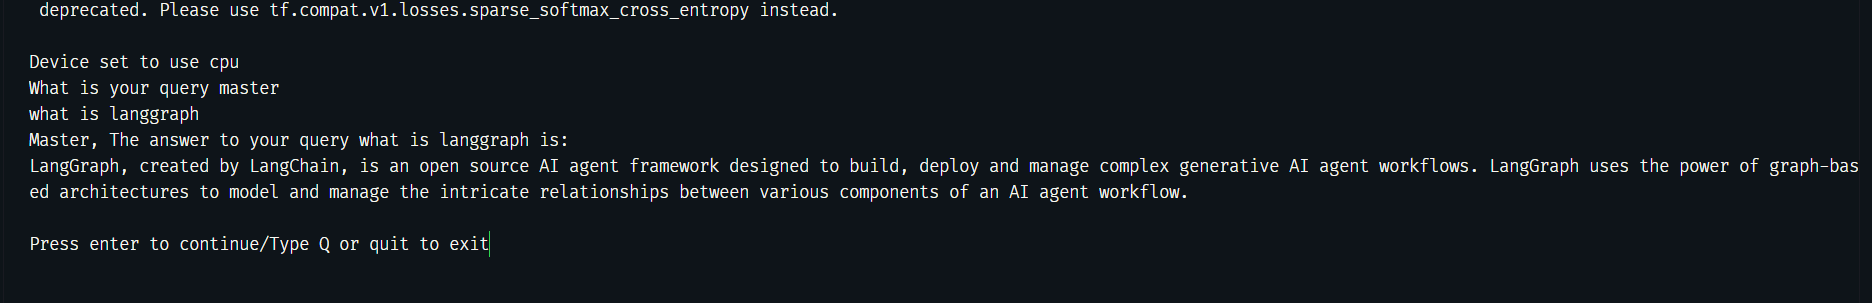 deprecated. Please use tf.compat.v1.losses.sparse_softmax_cross_entropy instead.
Device set to use cpu
What is your query master
what is langgraph
Master, The answer to your query what is langgraph is:
LangGraph, created by LangChain, is an open source AI agent framework designed to build, deploy and manage complex generative AI agent workflows. LangGraph uses the power of graph-bas
ed architectures to model and manage the intricate relationships between various components of an AI agent workflow.
Press enter to continue/Type Q or quit to exit